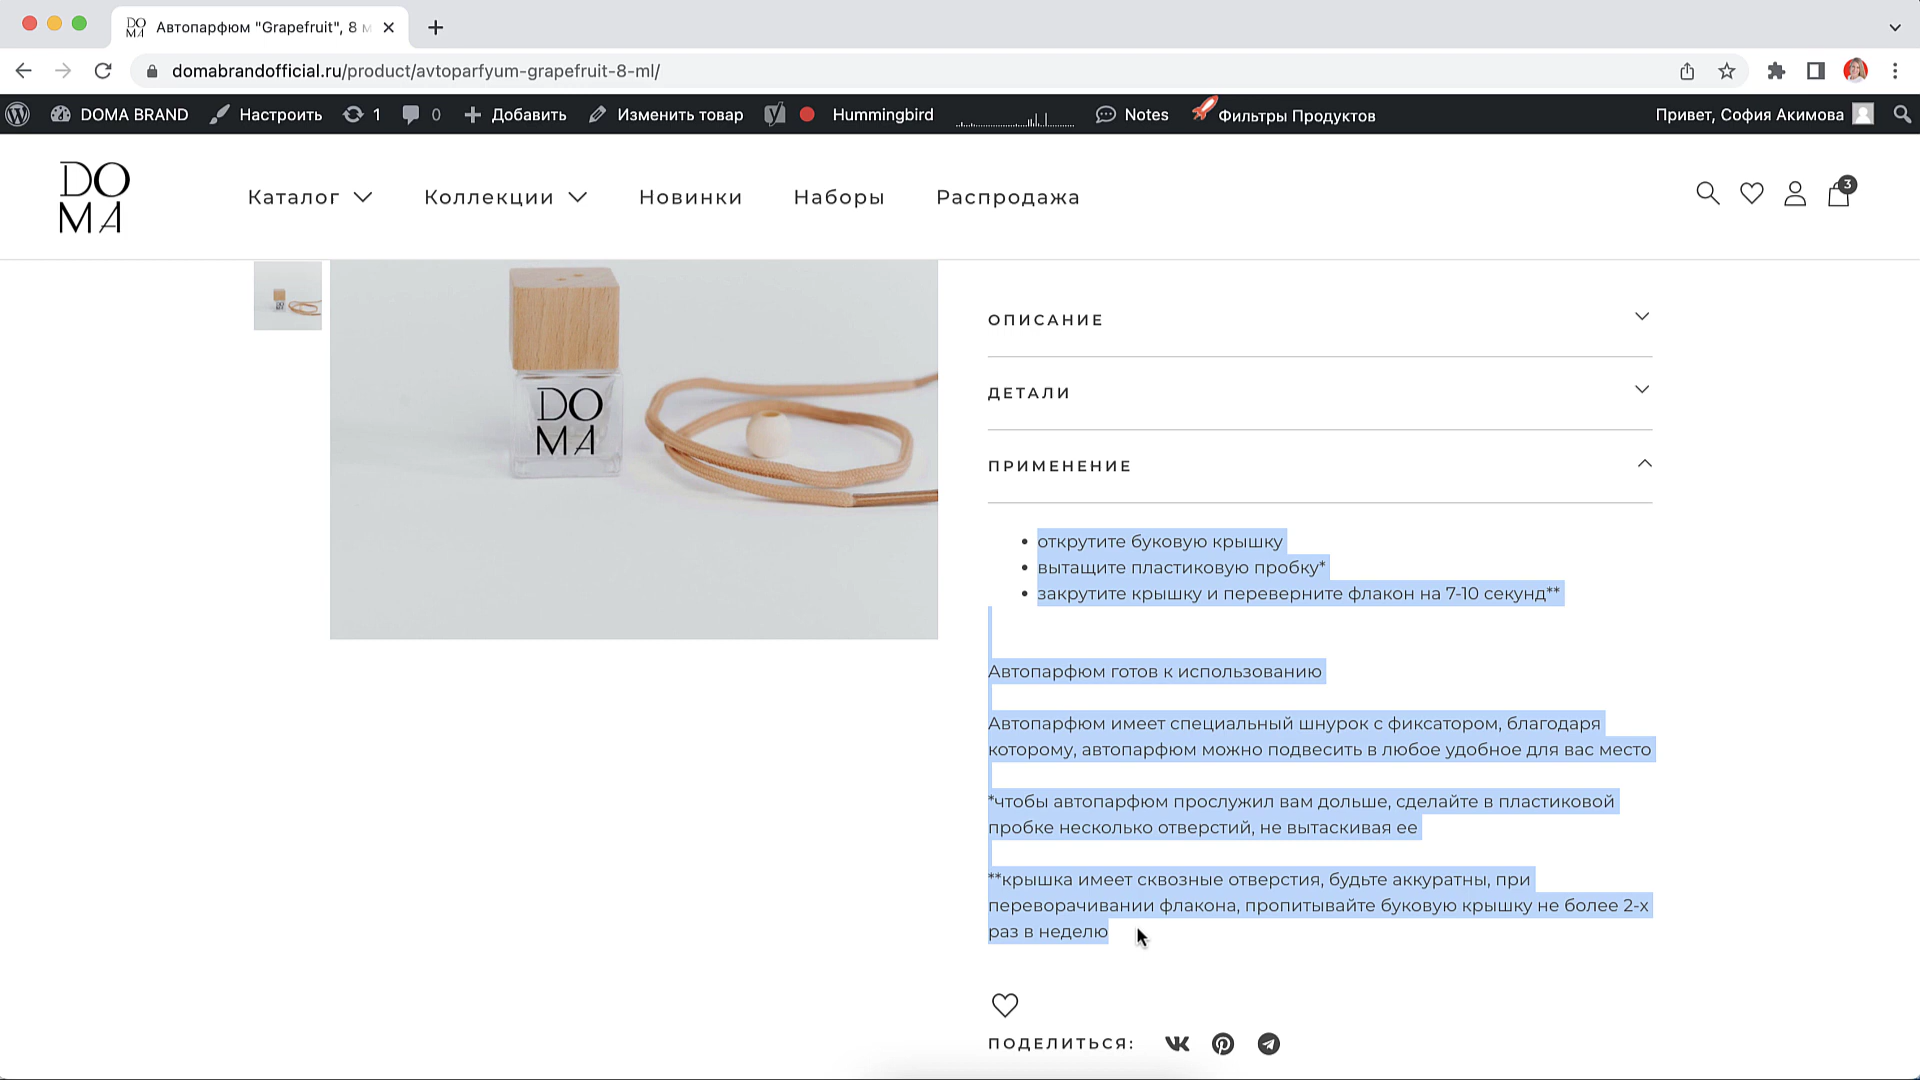 DO
MA
Автопарфюм "Grapefruit", 8 м
domabrandofficial.ru/product/avtoparfyum-grapefruit-8-ml/
DOMA BRAND
Настроить
1
0
Добавить
Изменить товар
Hummingbird
Notes
Фильтры Продуктов
Привет, София Акимова
DO
MA
Каталог
Коллекции
Новинки
Наборы
Распродажа
3
DO
MA
ОПИСАНИЕ
ДЕТАЛИ
ПРИМЕНЕНИЕ
• открутите буковую крышку
• вытащите пластиковую пробку*
• закрутите крышку и переверните флакон на 7-10 секунд**
Автопарфюм готов к использованию
Автопарфюм имеет специальный шнурок с фиксатором, благодаря
которому, автопарфюм можно подвесить в любое удобное для вас место
*чтобы автопарфюм прослужил вам дольше, сделайте в пластиковой
пробке несколько отверстий, не вытаскивая ее
**крышка имеет сквозные отверстия, будьте аккуратны, при
переворачивании флакона, пропитывайте буковую крышку не более 2-х
раз в неделю
ПОДЕЛИТЬСЯ: